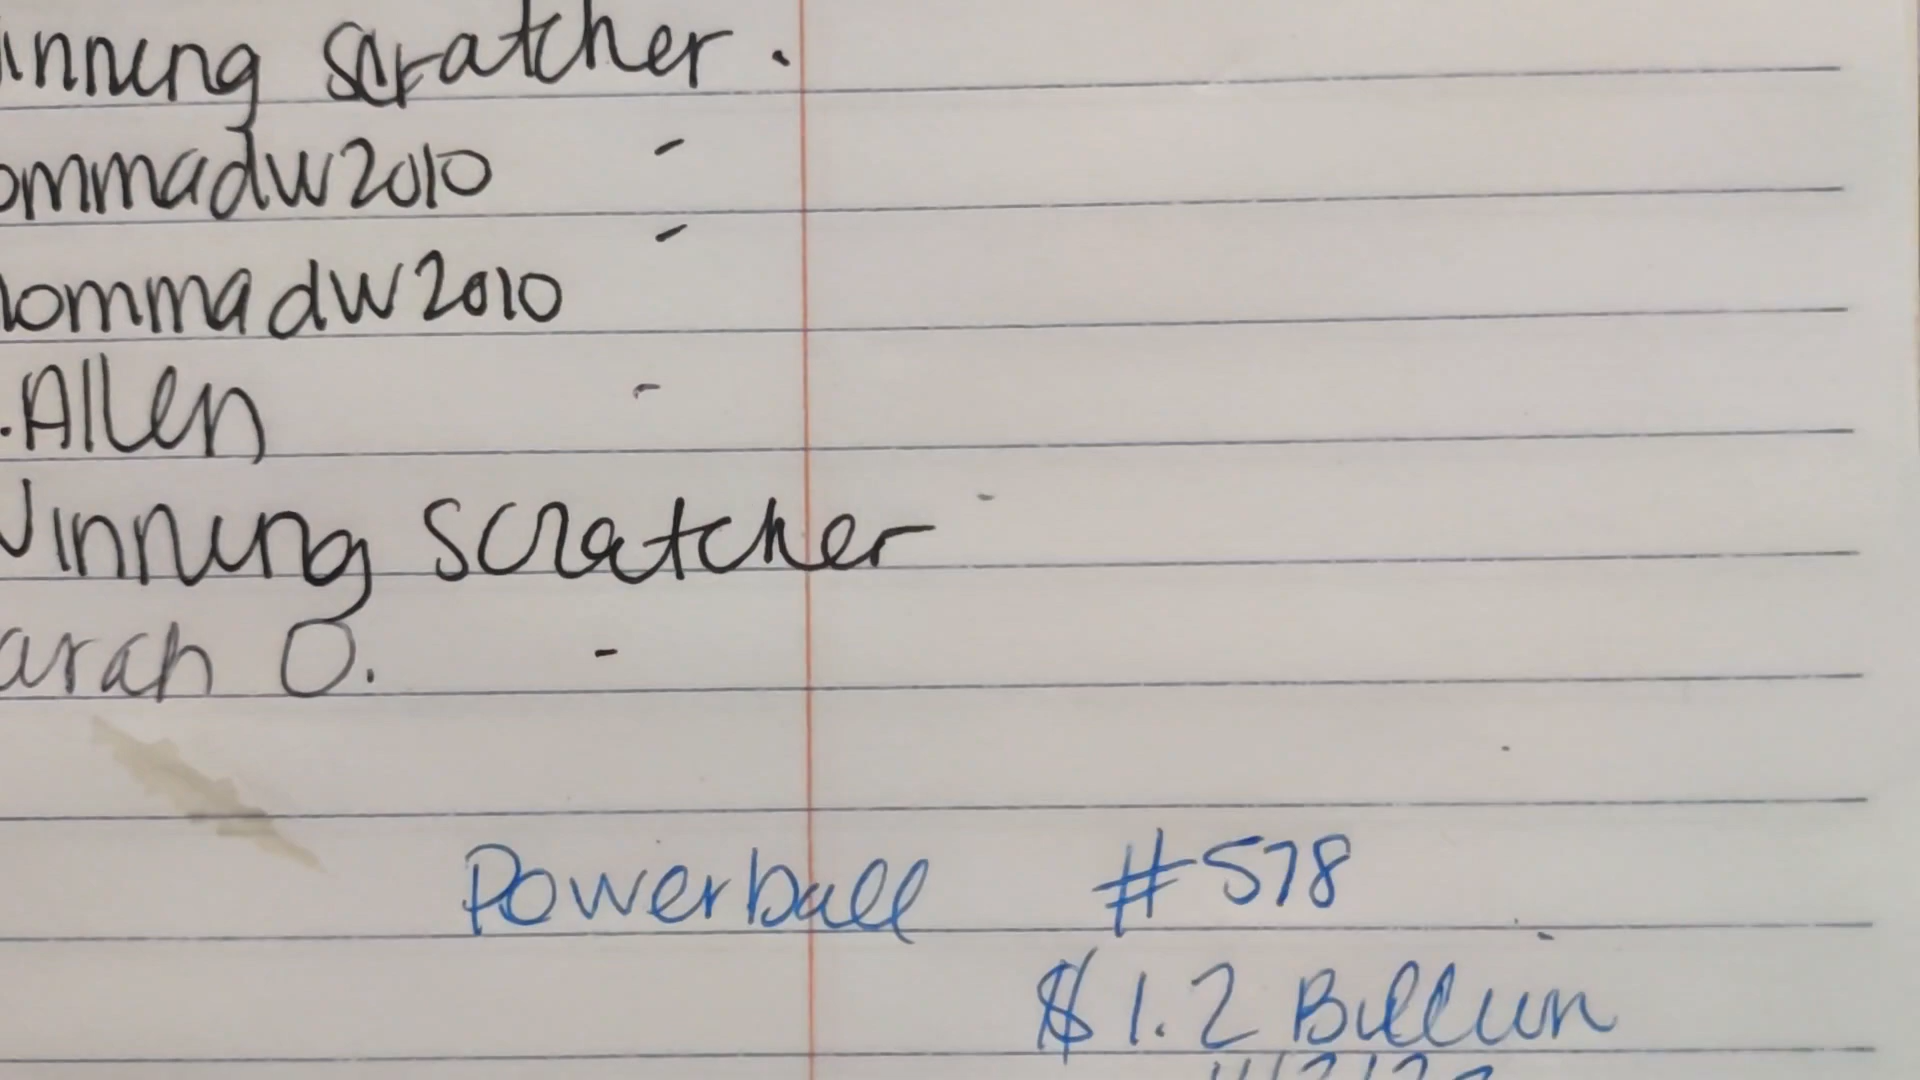 inning scratcher.
ommadw2010 -
ommadw2010 -
.Allen -
Winning scratcher -
arah O. -
Powerball #578
$1.2 Billion